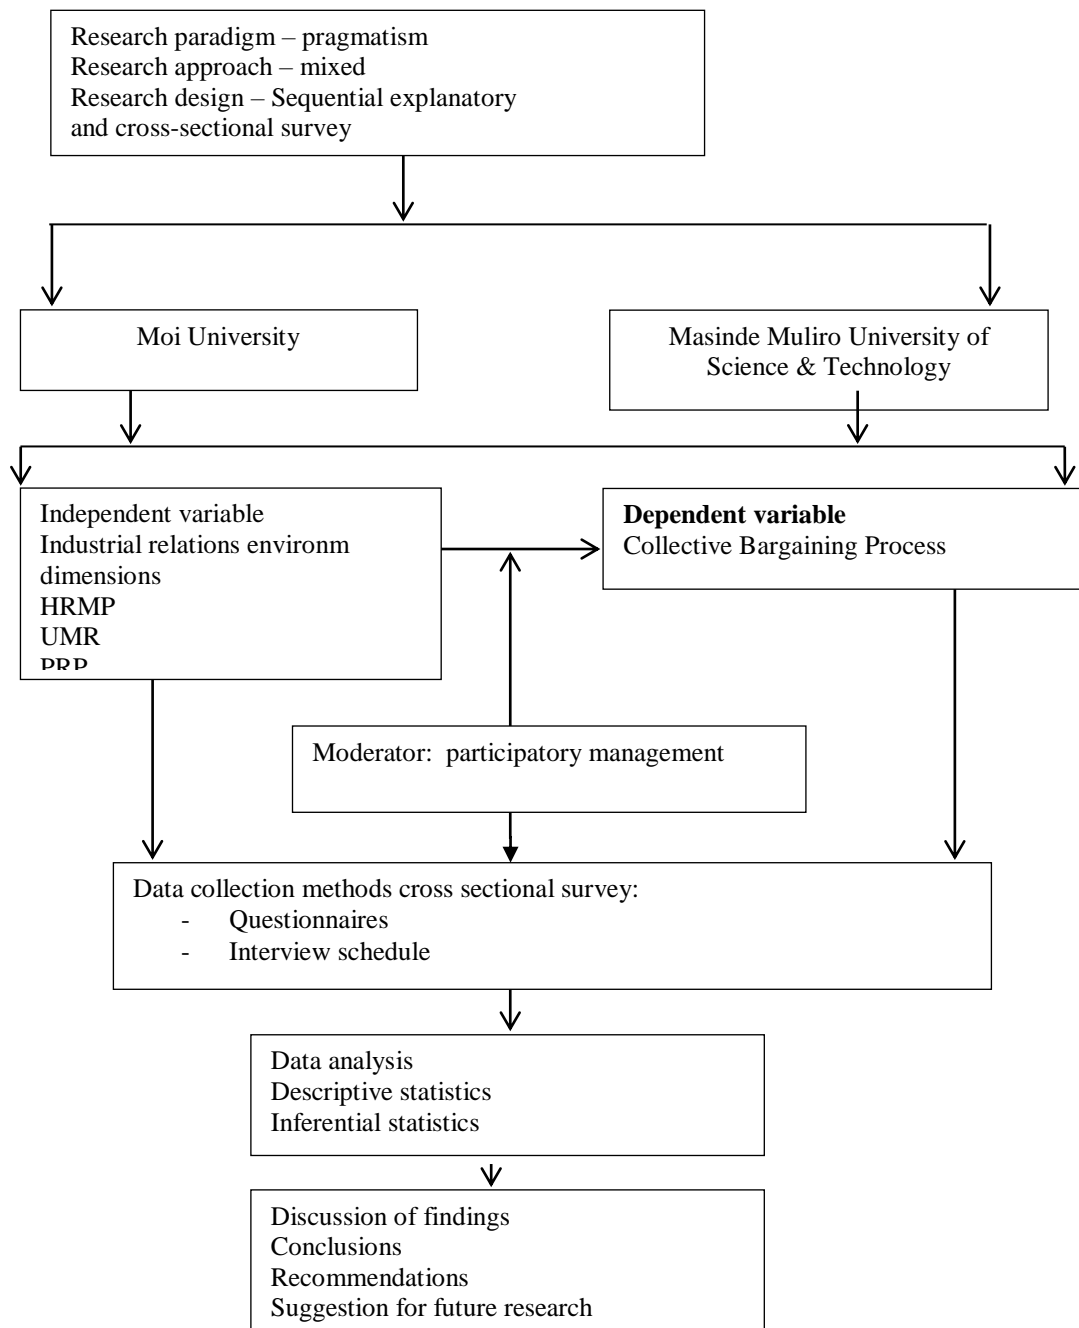 Research paradigm – pragmatism
Research approach – mixed
Research design – Sequential explanatory
and cross-sectional survey
Moi University
Masinde Muliro University of
Science & Technology
Independent variable
Industrial relations environm
dimensions
HRMP
UMR
PRP
Dependent variable
Collective Bargaining Process
Moderator:  participatory management
Data collection methods cross sectional survey:
- Questionnaires
- Interview schedule
Data analysis
Descriptive statistics
Inferential statistics
Discussion of findings
Conclusions
Recommendations
Suggestion for future research